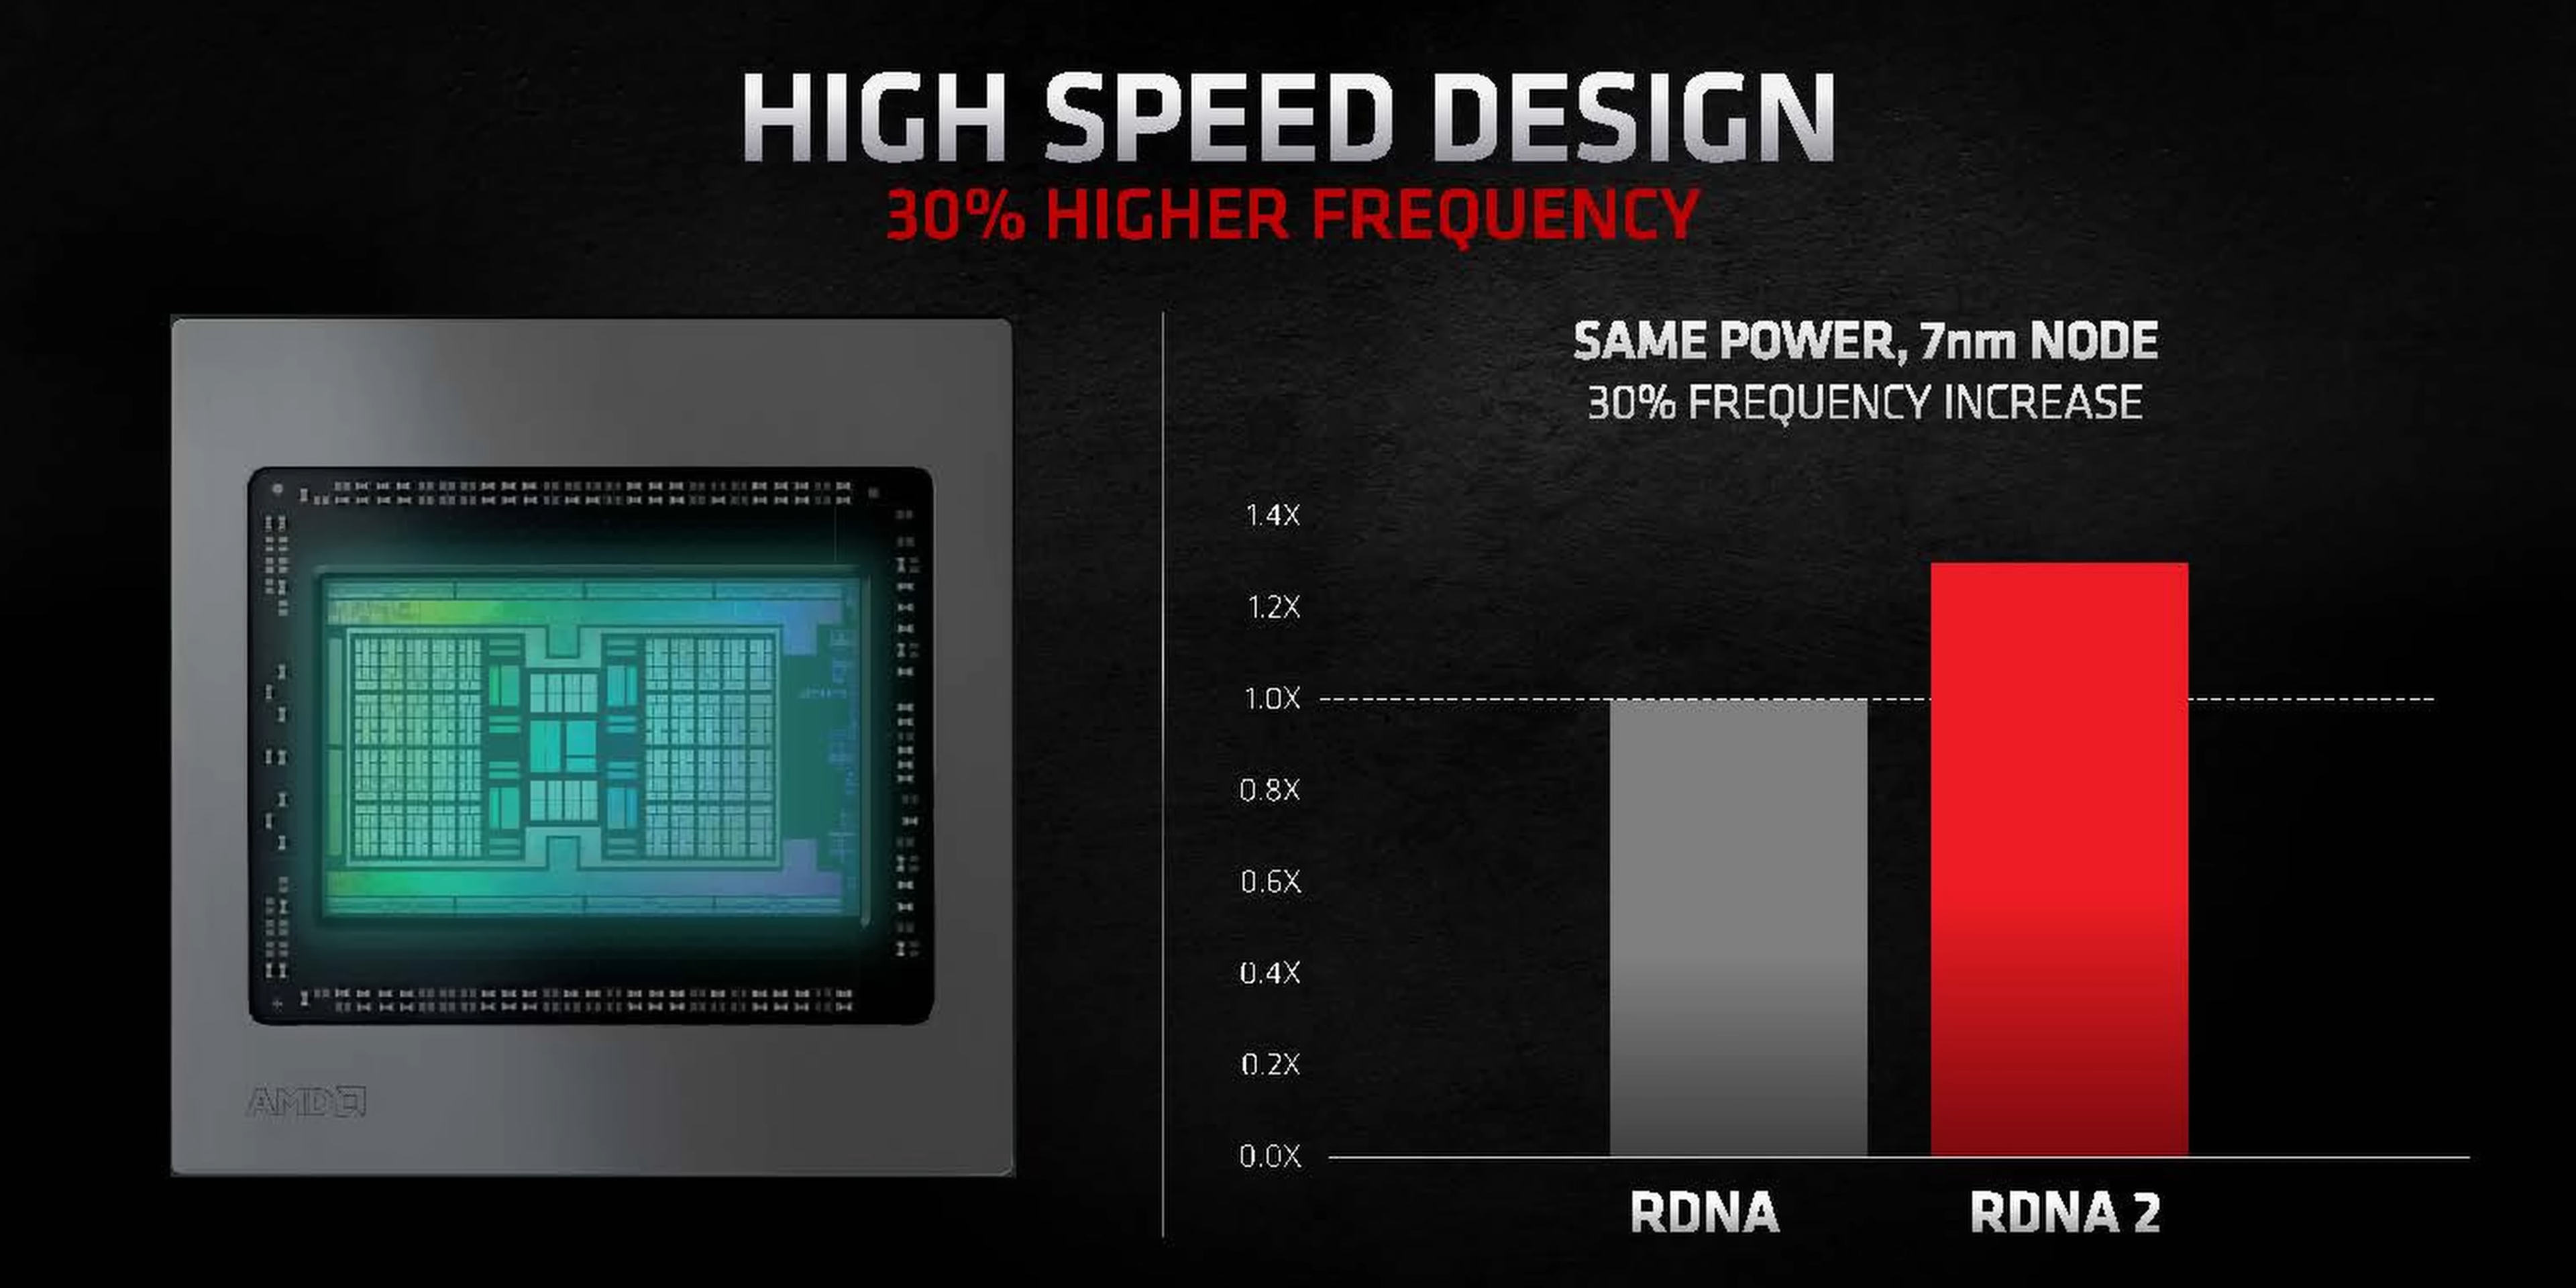 HIGH SPEED DESIGN
30% HIGHER FREQUENCY
AMD
SAME POWER, 7nm NODE
30% FREQUENCY INCREASE
1.4X
1.2X
1.0X
0.8X
0.6X
0.4X
0.2X
0.0X
RDNA
RDNA 2